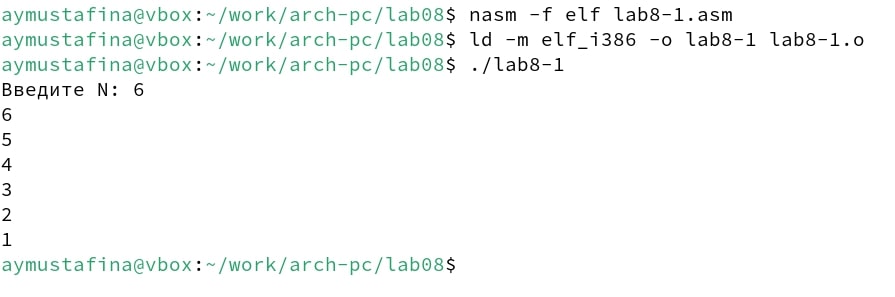 aymustafina@vbox:~/work/arch-pc/lab08$ nasm -f elf lab8-1.asm
aymustafina@vbox:~/work/arch-pc/lab08$ ld -m elf_i386 -o lab8-1 lab8-1.o
aymustafina@vbox:~/work/arch-pc/lab08$ ./lab8-1
Введите N: 6
6
5
4
3
2
1
aymustafina@vbox:~/work/arch-pc/lab08$